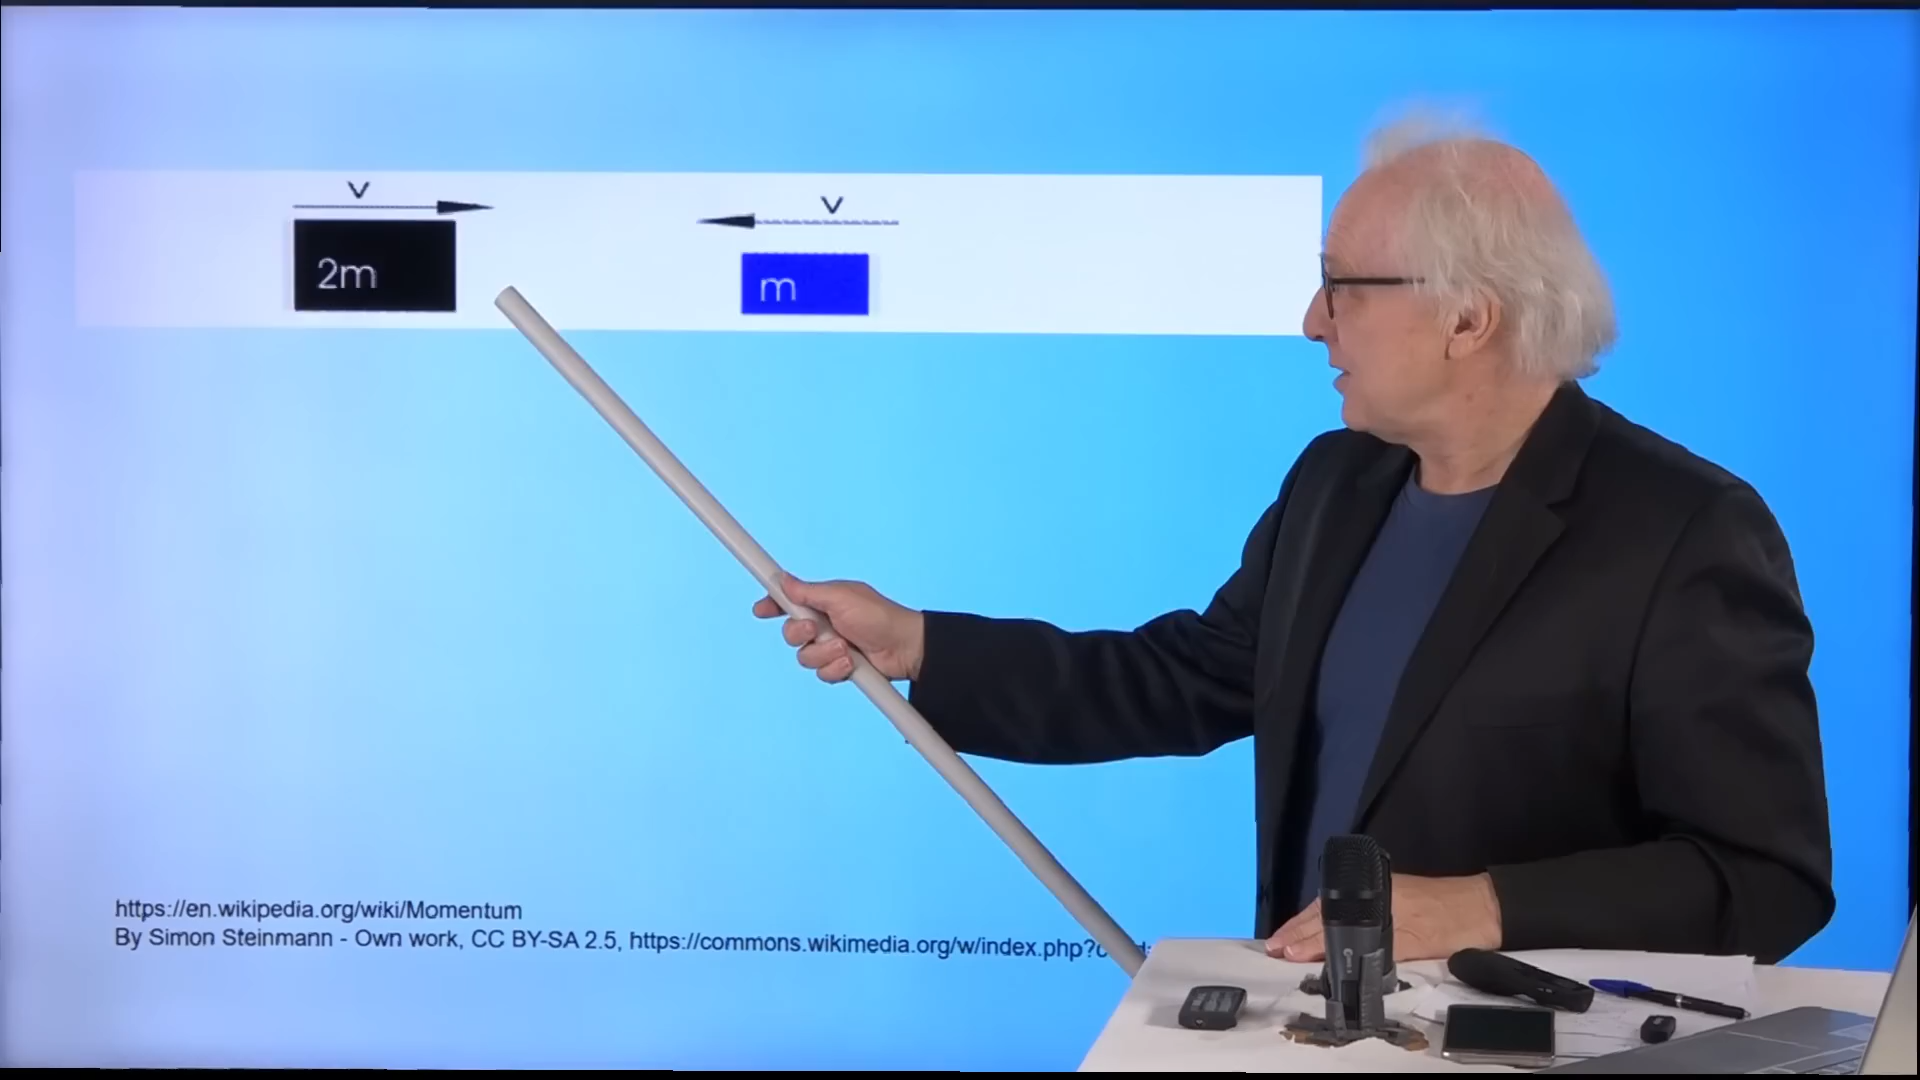 v
v
2m
m
https://en.wikipedia.org/wiki/Momentum
By Simon Steinmann - Own work, CC BY-SA 2.5, https://commons.wikimedia.org/w/index.php?c